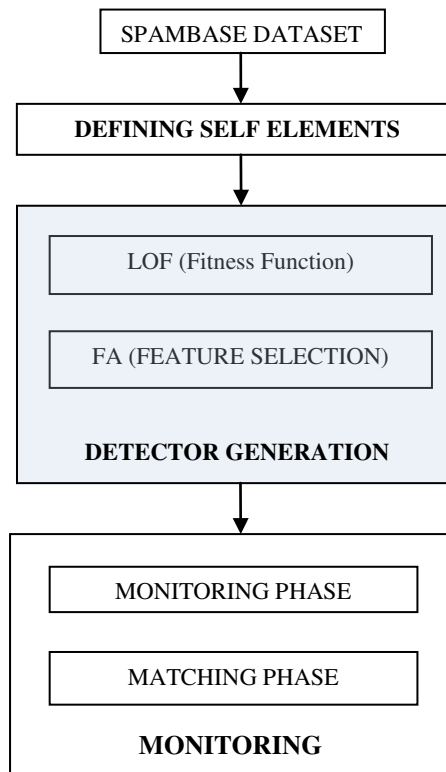 SPAMBASE DATASET
DEFINING SELF ELEMENTS
LOF (Fitness Function)
FA (FEATURE SELECTION)
DETECTOR GENERATION
MONITORING PHASE
MATCHING PHASE
MONITORING